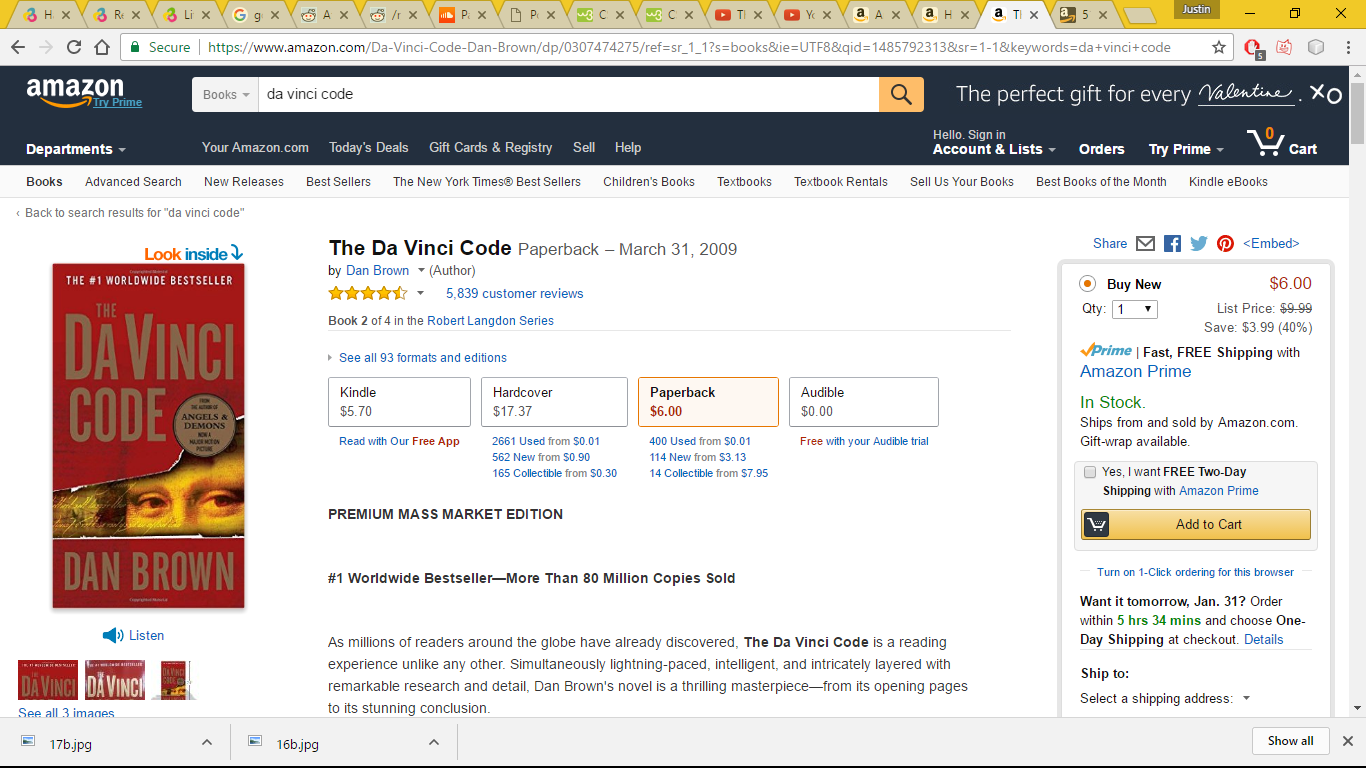 Justin
Secure
https://www.amazon.com/Da-Vinci-Code-Dan-Brown/dp/0307474275/ref=sr_1_1?s=books&ie=UTF8&qid=1485792313&sr=1-1&keywords=da+vinci+code
5
amazon
Try Prime
Books
da vinci code
The perfect gift for every Valentine. XO
Departments
Your Amazon.com
Today's Deals
Gift Cards & Registry
Sell
Help
Hello. Sign in
Account & Lists
Orders
Try Prime
0
Cart
Books
Advanced Search
New Releases
Best Sellers
The New York Times® Best Sellers
Children's Books
Textbooks
Textbook Rentals
Sell Us Your Books
Best Books of the Month
Kindle eBooks
‹ Back to search results for "da vinci code"
Look inside
THE #1 WORLDWIDE BESTSELLER
THE
DA VINCI
CODE
FROM THE AUTHOR OF
ANGELS &
DEMONS
NOW A
MAJOR MOTION
PICTURE
DAN BROWN
Listen
THE
DA VINCI
THE
DA VINCI
DA VINCI
CODE
See all 3 images
The Da Vinci Code Paperback – March 31, 2009
by Dan Brown (Author)
5,839 customer reviews
Book 2 of 4 in the Robert Langdon Series
See all 93 formats and editions
Kindle
$5.70
Read with Our Free App
Hardcover
$17.37
2661 Used from $0.01
562 New from $0.90
165 Collectible from $0.30
Paperback
$6.00
400 Used from $0.01
114 New from $3.13
14 Collectible from $7.95
Audible
$0.00
Free with your Audible trial
PREMIUM MASS MARKET EDITION
#1 Worldwide Bestseller—More Than 80 Million Copies Sold
As millions of readers around the globe have already discovered, The Da Vinci Code is a reading
experience unlike any other. Simultaneously lightning-paced, intelligent, and intricately layered with
remarkable research and detail, Dan Brown's novel is a thrilling masterpiece—from its opening pages
to its stunning conclusion.
Share
<Embed>
Buy New
$6.00
Qty: 1
List Price: $9.99
Save: $3.99 (40%)
Prime | Fast, FREE Shipping with
Amazon Prime
In Stock.
Ships from and sold by Amazon.com.
Gift-wrap available.
Yes, I want FREE Two-Day
Shipping with Amazon Prime
Add to Cart
Turn on 1-Click ordering for this browser
Want it tomorrow, Jan. 31? Order
within 5 hrs 34 mins and choose One-
Day Shipping at checkout. Details
Ship to:
Select a shipping address:
17b.jpg
16b.jpg
Show all